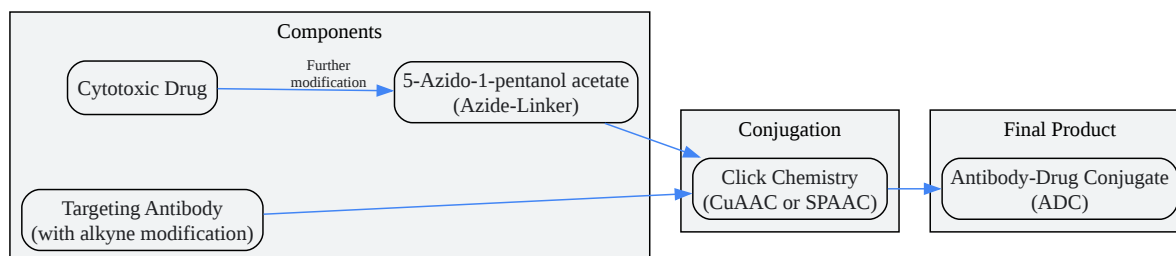 Components
Cytotoxic Drug
Further
modification
5-Azido-1-pentanol acetate
(Azide-Linker)
Targeting Antibody
(with alkyne modification)
Conjugation
Click Chemistry
(CuAAC or SPAAC)
Final Product
Antibody-Drug Conjugate
(ADC)